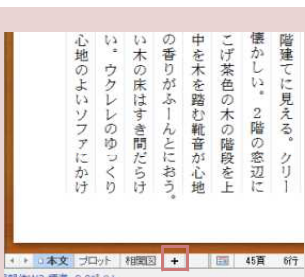 階建てに見える。クリー
懐かしい。２階の窓辺に
こげ茶色の木の階段を上
中を木を踏む靴音が心地
の香りがふーんとにおう。
い木の床はすき間だらけ
い。ウクレレのゆっくり
心地のよいソファにかけ
本文 プロット 相関図 + 45頁 6行